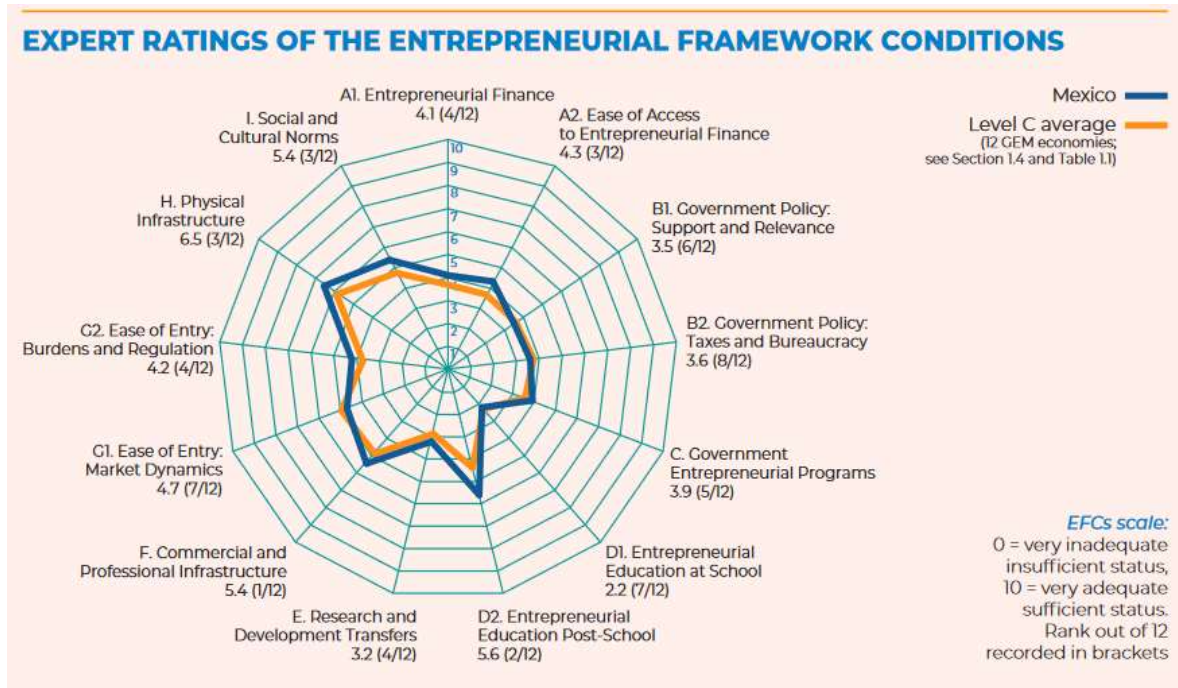 EXPERT RATINGS OF THE ENTREPRENEURIAL FRAMEWORK CONDITIONS
Mexico
Level C average
(12 GEM economies;
see Section 1.4 and Table 1.1)
A1. Entrepreneurial Finance
4.1 (4/12)
A2. Ease of Access
to Entrepreneurial Finance
4.3 (3/12)
B1. Government Policy:
Support and Relevance
3.5 (6/12)
B2. Government Policy:
Taxes and Bureaucracy
3.6 (8/12)
C. Government
Entrepreneurial Programs
3.9 (5/12)
D1. Entrepreneurial
Education at School
2.2 (7/12)
D2. Entrepreneurial
Education Post-School
5.6 (2/12)
E. Research and
Development Transfers
3.2 (4/12)
F. Commercial and
Professional Infrastructure
5.4 (1/12)
G1. Ease of Entry:
Market Dynamics
4.7 (7/12)
G2. Ease of Entry:
Burdens and Regulation
4.2 (4/12)
H. Physical
Infrastructure
6.5 (3/12)
I. Social and
Cultural Norms
5.4 (3/12)
10
9
8
7
6
5
3
2
1
EFCs scale:
0 = very inadequate
insufficient status,
10 = very adequate
sufficient status.
Rank out of 12
recorded in brackets